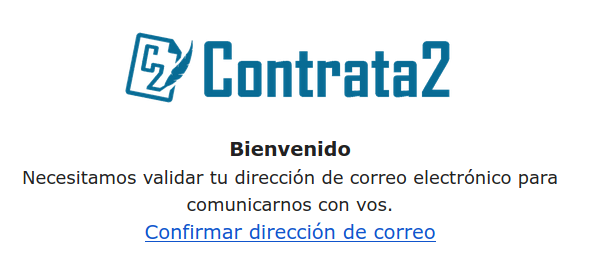 C2 Contrata2
Bienvenido
Necesitamos validar tu dirección de correo electrónico para
comunicarnos con vos.
Confirmar dirección de correo